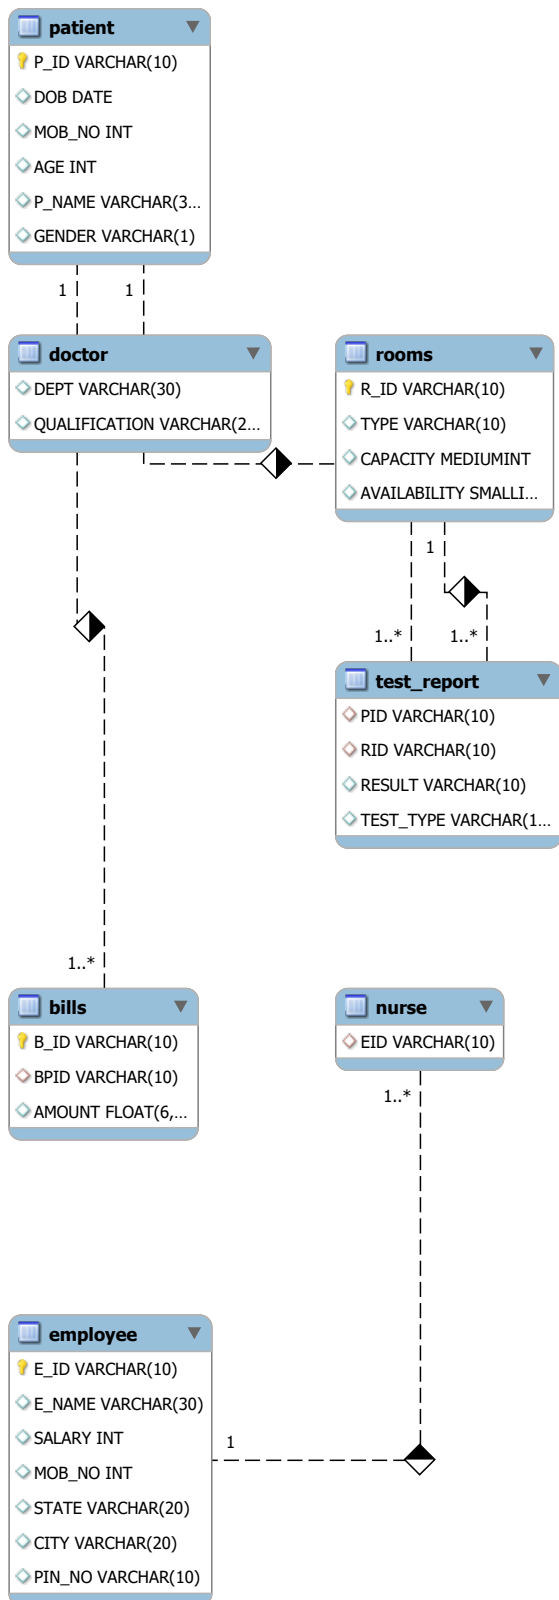 patient
P_ID VARCHAR(10)
DOB DATE
MOB_NO INT
AGE INT
P_NAME VARCHAR(3...
GENDER VARCHAR(1)
1
1
doctor
DEPT VARCHAR(30)
QUALIFICATION VARCHAR(2...
rooms
R_ID VARCHAR(10)
TYPE VARCHAR(10)
CAPACITY MEDIUMINT
AVAILABILITY SMALLI...
1
1..*
1..*
test_report
PID VARCHAR(10)
RID VARCHAR(10)
RESULT VARCHAR(10)
TEST_TYPE VARCHAR(1...
1..*
bills
B_ID VARCHAR(10)
BPID VARCHAR(10)
AMOUNT FLOAT(6,...
nurse
EID VARCHAR(10)
1..*
employee
E_ID VARCHAR(10)
E_NAME VARCHAR(30)
SALARY INT
MOB_NO INT
STATE VARCHAR(20)
CITY VARCHAR(20)
PIN_NO VARCHAR(10)
1